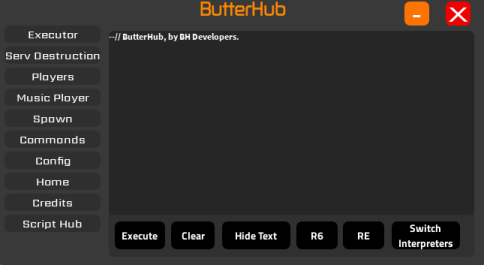 ButterHub
Executor
Serv Destruction
Players
Music Player
Spawn
Commands
Config
Home
Credits
Script Hub
--// ButterHub, by BH Developers.
Execute
Clear
Hide Text
R6
RE
Switch
Interpreters